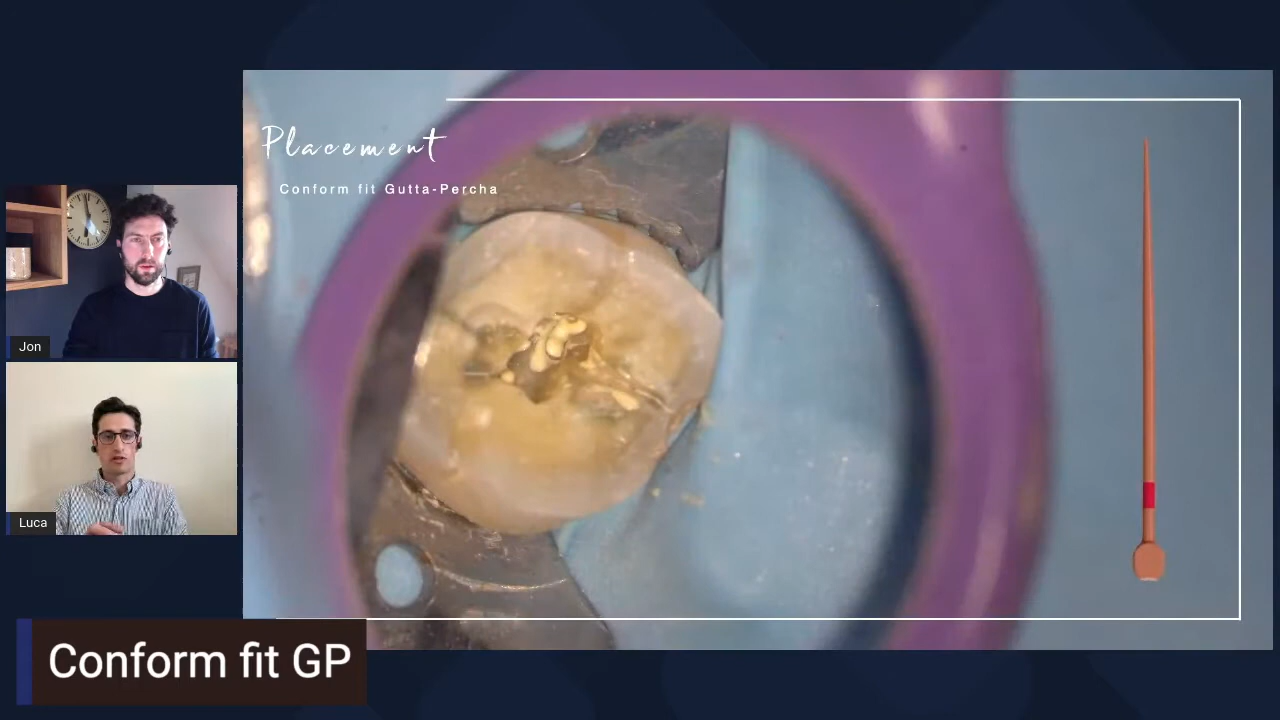 Placement
Conform fit Gutta-Percha
Jon
Luca
Conform fit GP